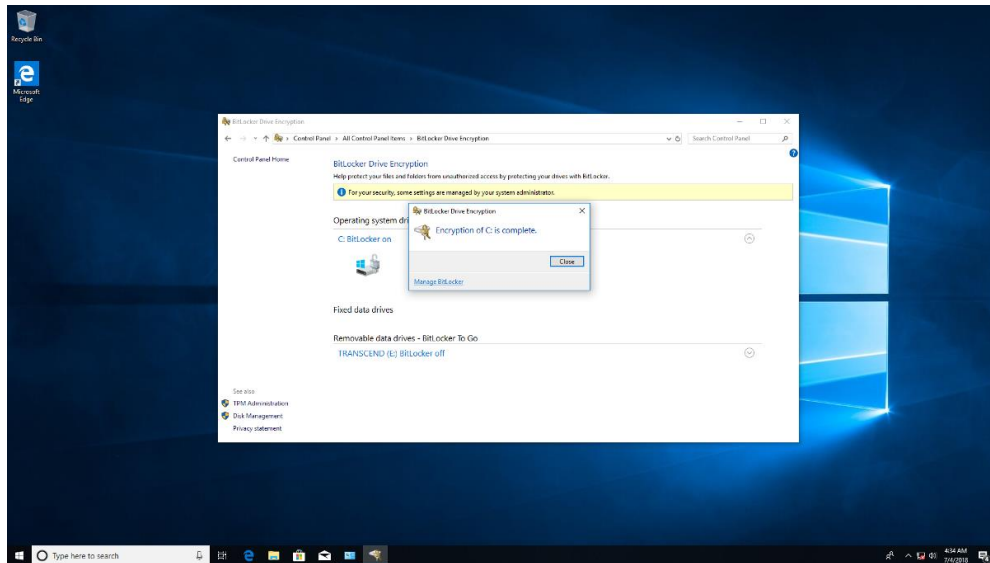 Recycle Bin
Microsoft
Edge
BitLocker Drive Encryption
Control Panel > All Control Panel Items > BitLocker Drive Encryption
Search Control Panel
Control Panel Home
BitLocker Drive Encryption
Help protect your files and folders from unauthorized access by protecting your drives with BitLocker.
For your security, some settings are managed by your system administrator.
Operating system dri
C: BitLocker on
BitLocker Drive Encryption
Encryption of C: is complete.
Close
Manage BitLocker
Fixed data drives
Removable data drives - BitLocker To Go
TRANSCEND (E:) BitLocker off
See also
TPM Administration
Disk Management
Privacy statement
Type here to search
4:34 AM
7/4/2018